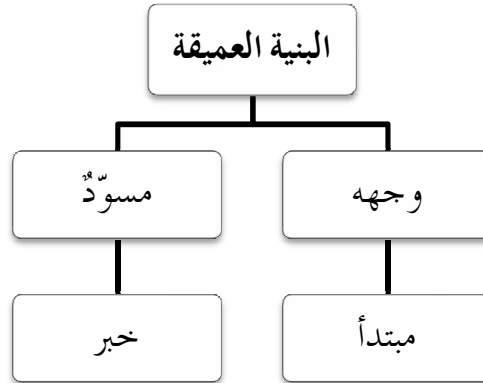 البنية العميقة
وجهه
مسوّدٌ
مبتدأ
خبر